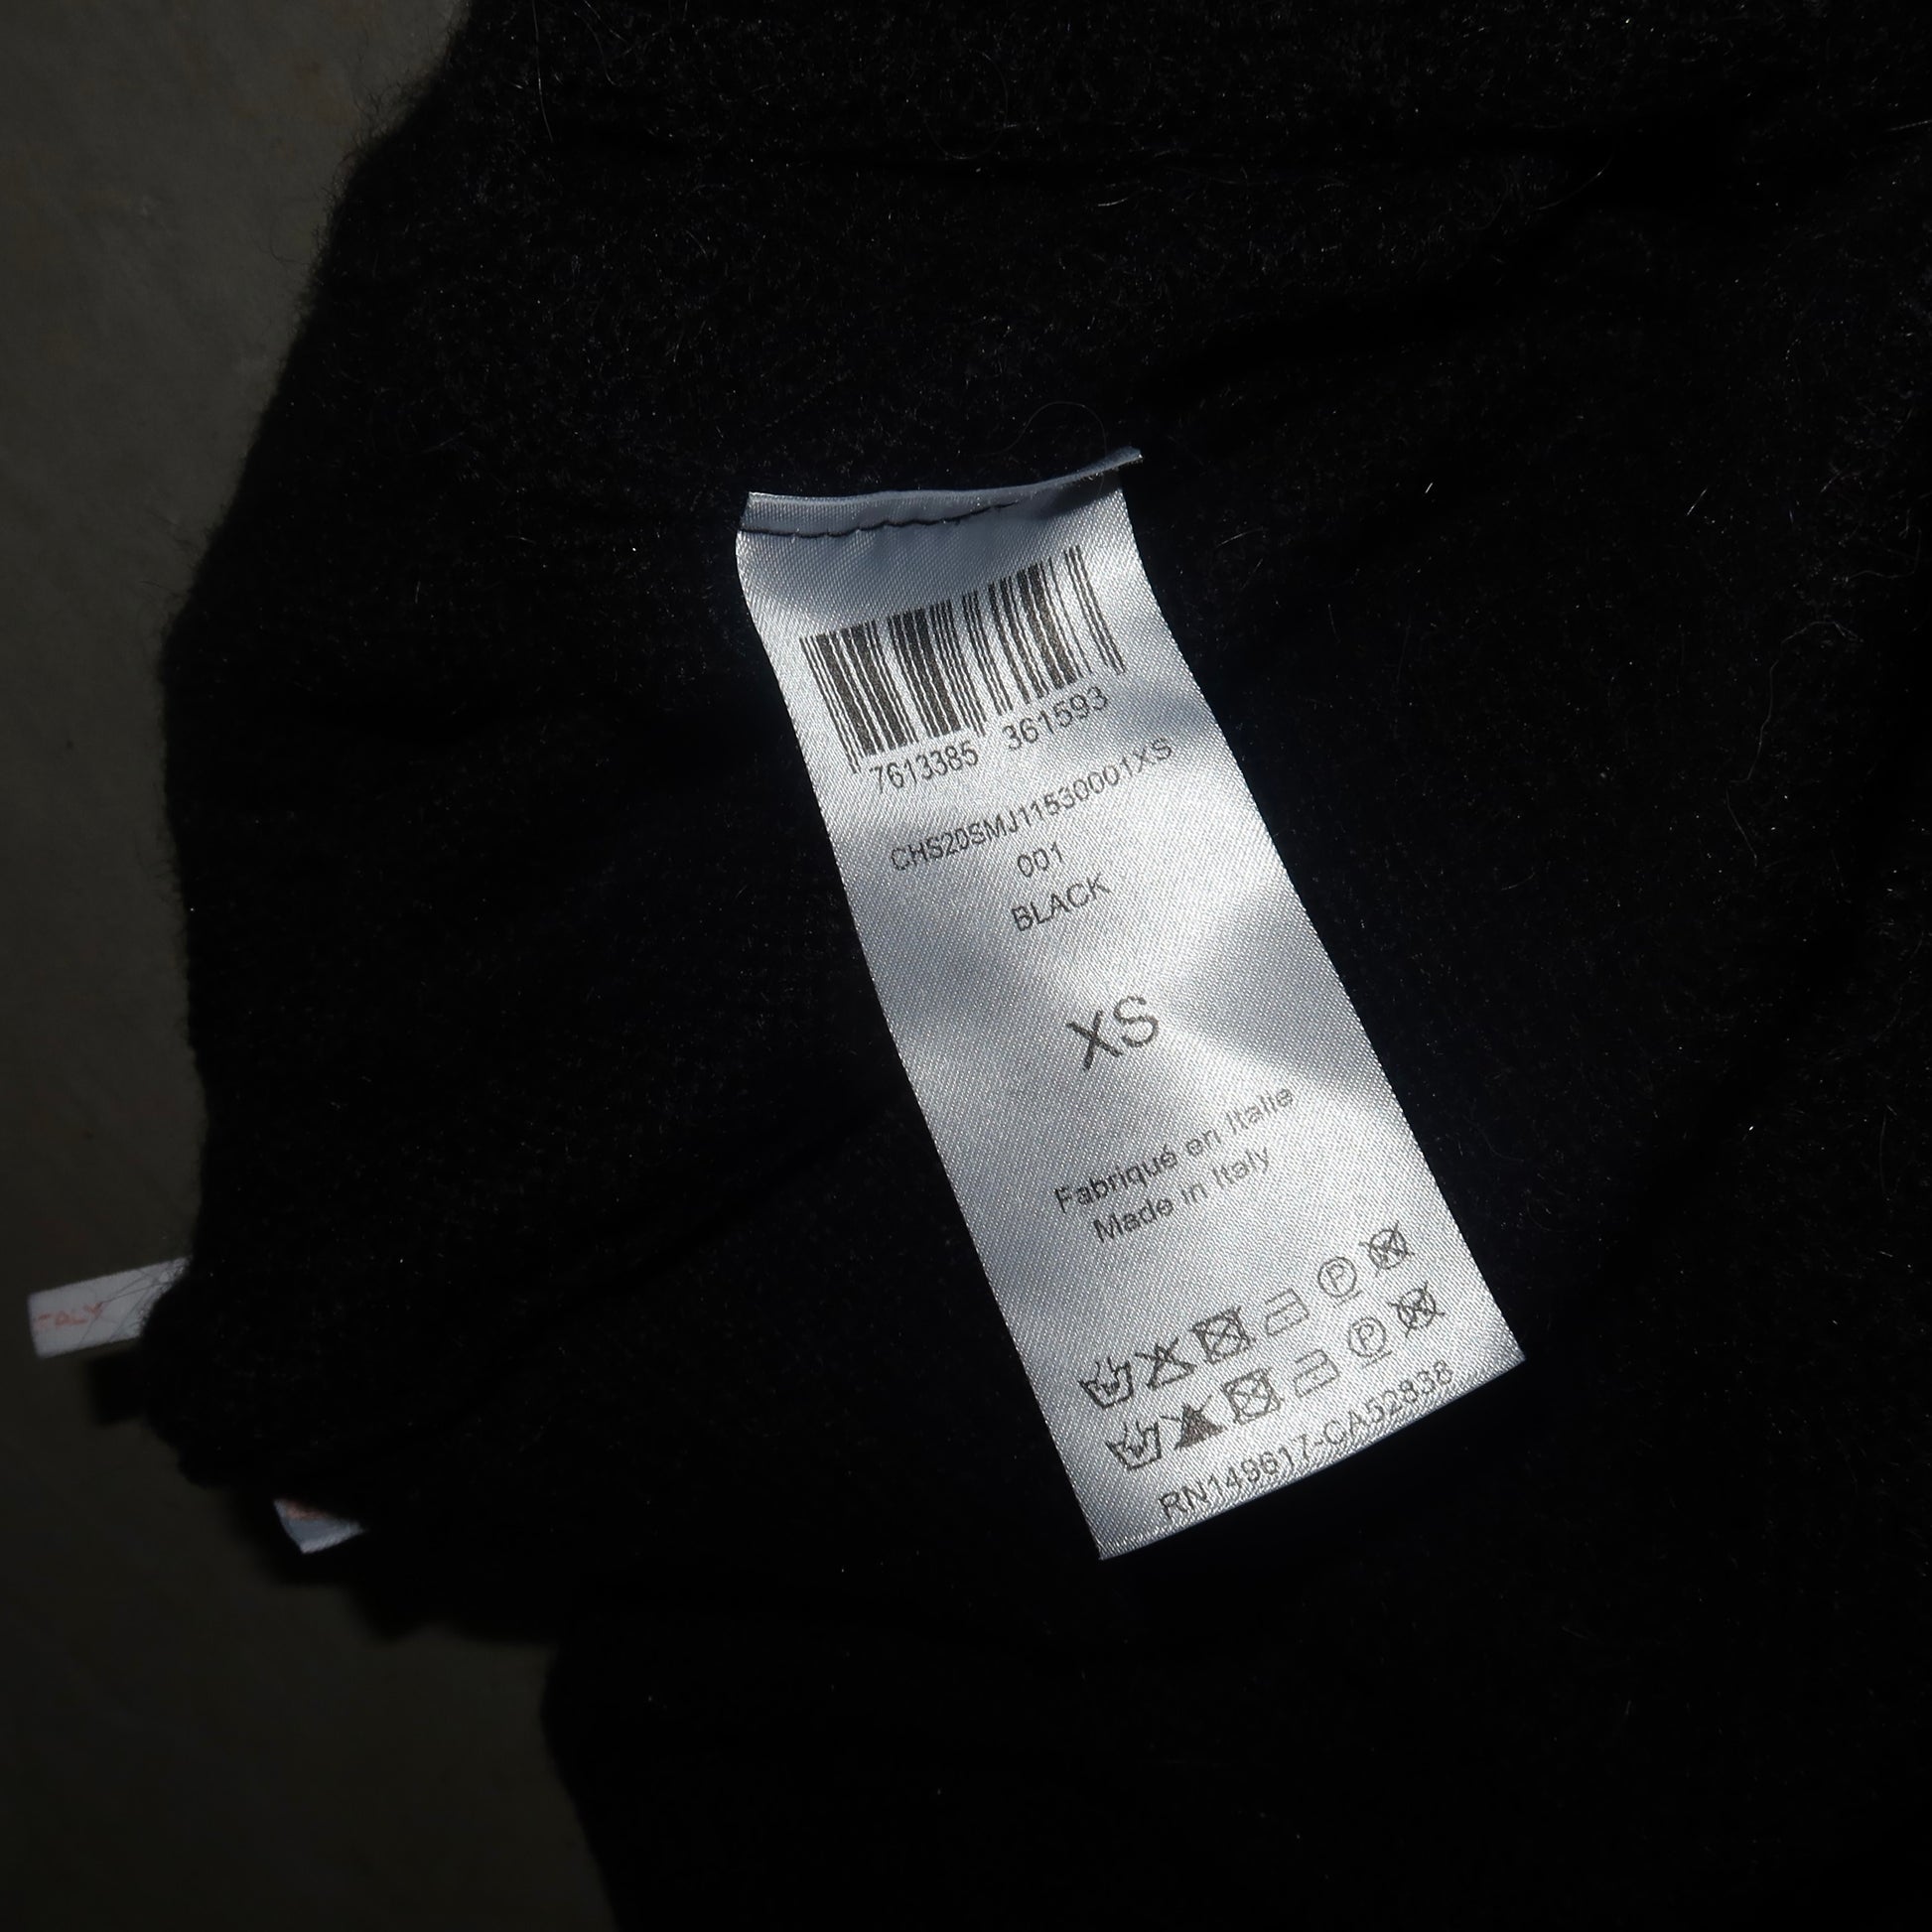 7613385 361593
CHS20SMJ11530001XS
001
BLACK
XS
Fabriqué en Italie
Made in Italy
P
P
RN149617-CA52838